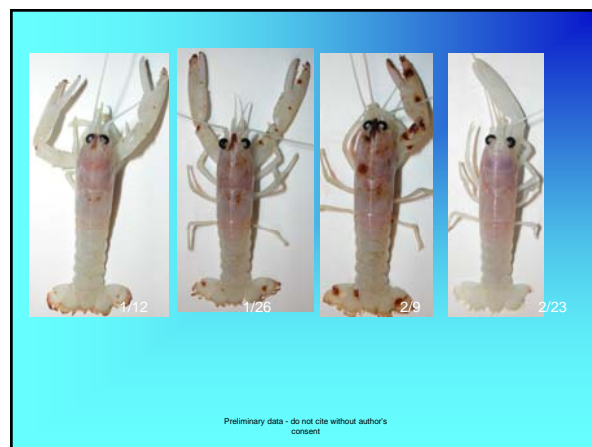 1/12
1/26
2/9
2/23
Preliminary data - do not cite without author's
consent